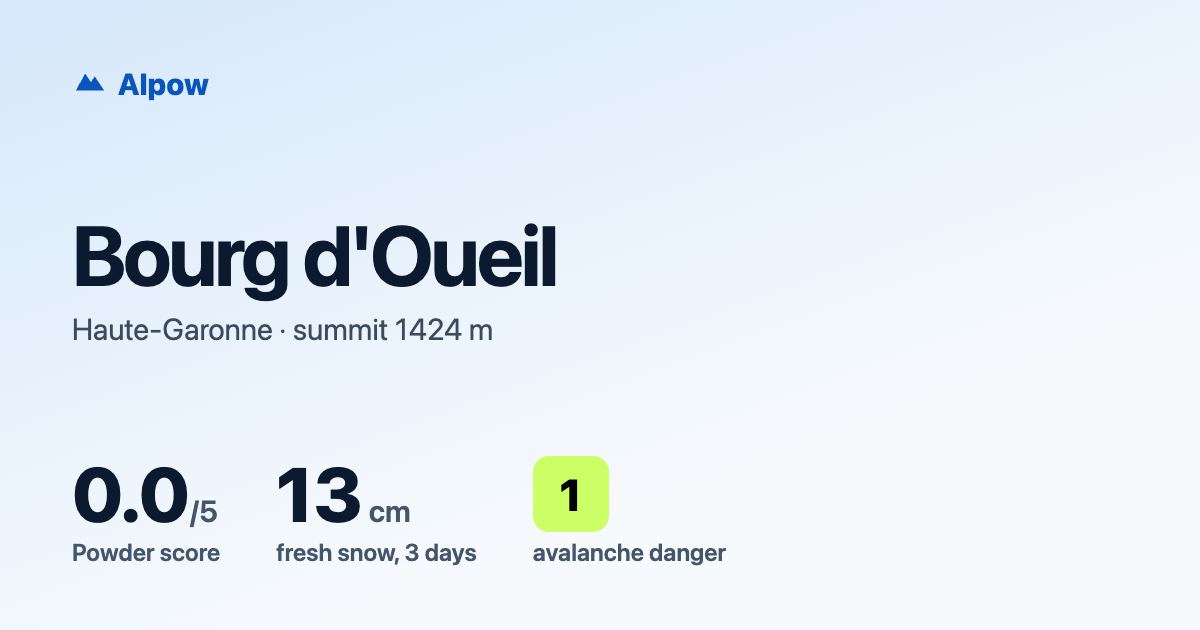 Alpow
Bourg d'Oueil
Haute-Garonne · summit 1424 m
0.0/5
Powder score
13 cm
fresh snow, 3 days
1
avalanche danger